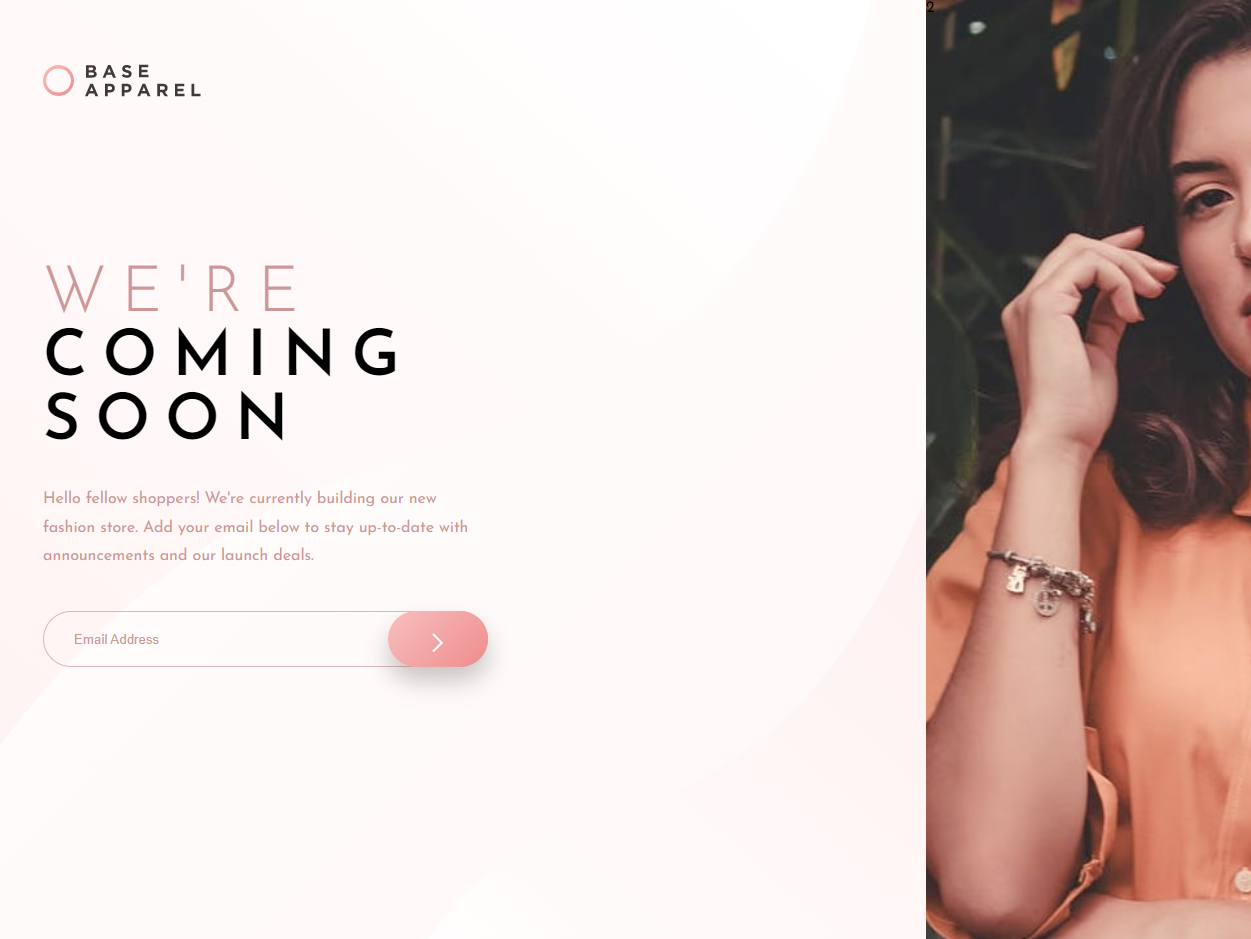 BASE
APPAREL
2
WE'RE
COMING
SOON
Hello fellow shoppers! We're currently building our new
fashion store. Add your email below to stay up-to-date with
announcements and our launch deals.
Email Address